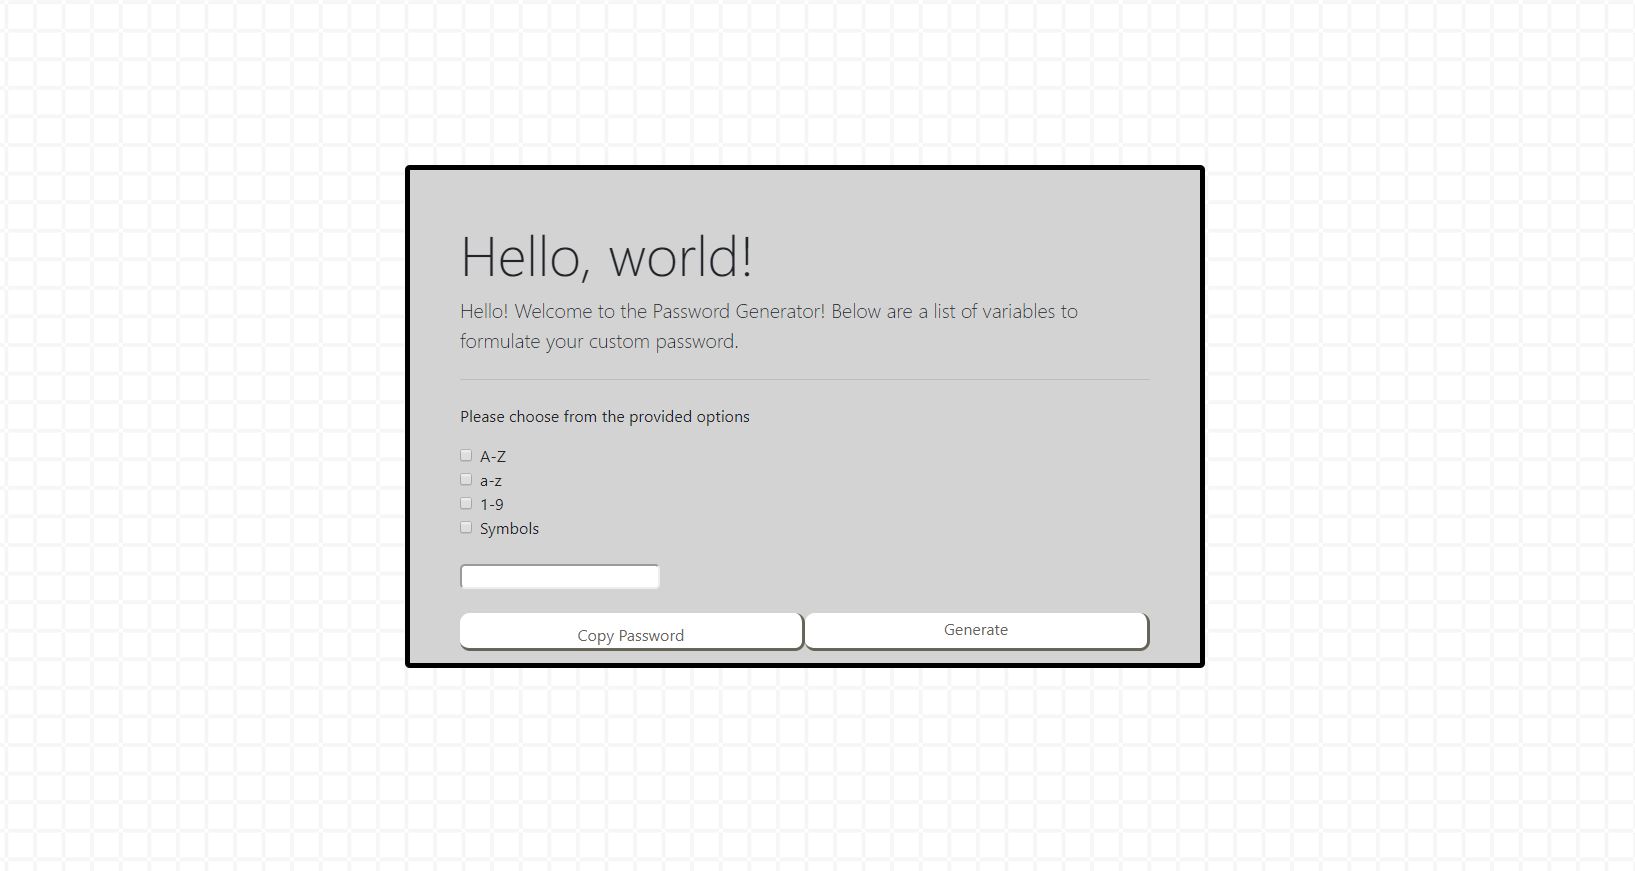 Hello, world!
Hello! Welcome to the Password Generator! Below are a list of variables to
formulate your custom password.
Please choose from the provided options
A-Z
a-z
1-9
Symbols
Copy Password
Generate